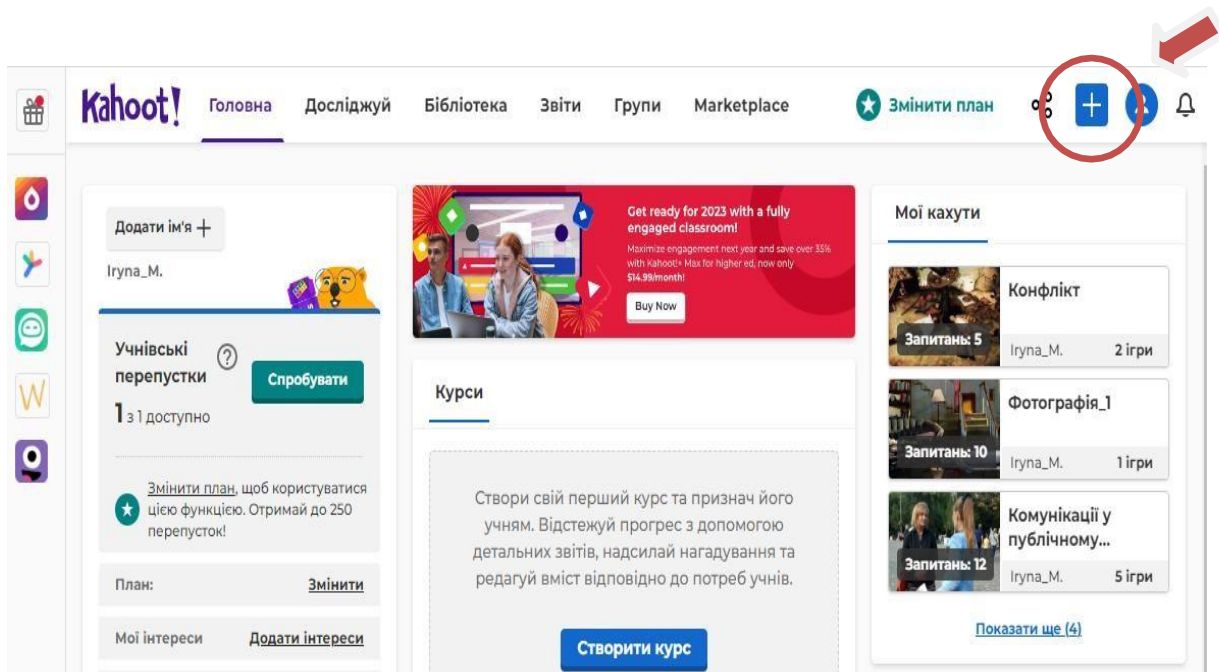 Kahoot!
Головна
Досліджуй
Бібліотека
Звіти
Групи
Marketplace
Змінити план
Додати ім'я +
Iryna_M.
Учнівські
перепустки
?
Спробувати
1 з 1 доступно
Змінити план, щоб користуватися
цією функцією. Отримай до 250
перепусток!
План:
Змінити
Мої інтереси
Додати інтереси
Get ready for 2023 with a fully
engaged classroom!
Maximize engagement next year and save over 35%
with Kahoot!+ Max for higher ed, now only
$14.99/month!
Buy Now
Курси
Створи свій перший курс та признач його
учням. Відстежуй прогрес з допомогою
детальних звітів, надсилай нагадування та
редагуй вміст відповідно до потреб учнів.
Створити курс
Мої кахути
Конфлікт
Запитань: 5
Iryna_M.
2 ігри
Фотографія_1
Запитань: 10
Iryna_M.
1 ігри
Комунікації у
публічному...
Запитань: 12
Iryna_M.
5 ігри
Показати ще (4)
W